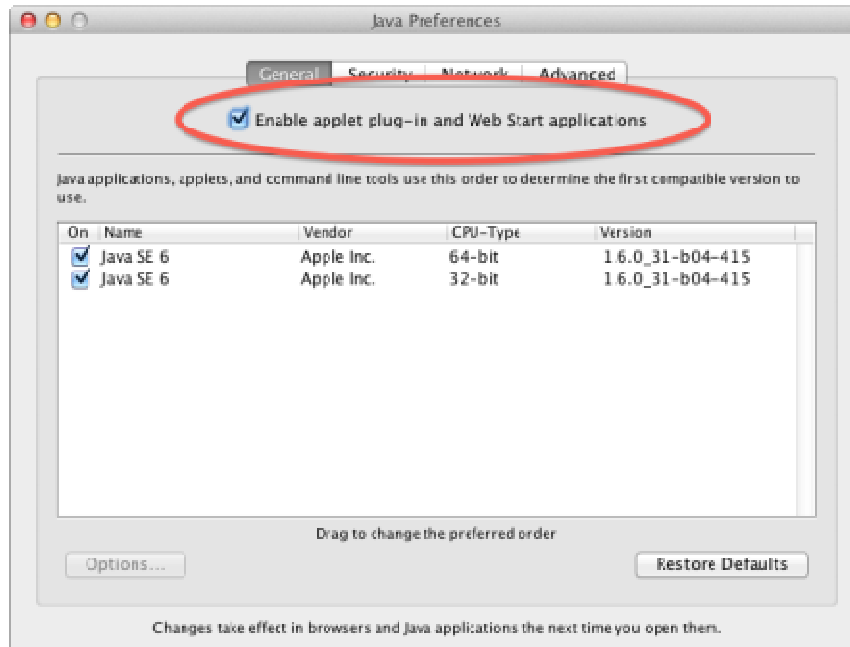 Java Preferences
General Security Network Advanced
Enable applet plug-in and Web Start applications
Java applications, applets, and command line tools use this order to determine the first compatible version to
use.
On Name Vendor CPU-Type Version
Java SE 6 Apple Inc. 64-bit 1.6.0_31-b04-415
Java SE 6 Apple Inc. 32-bit 1.6.0_31-b04-415
Drag to change the preferred order
Options... Restore Defaults
Changes take effect in browsers and Java applications the next time you open them.